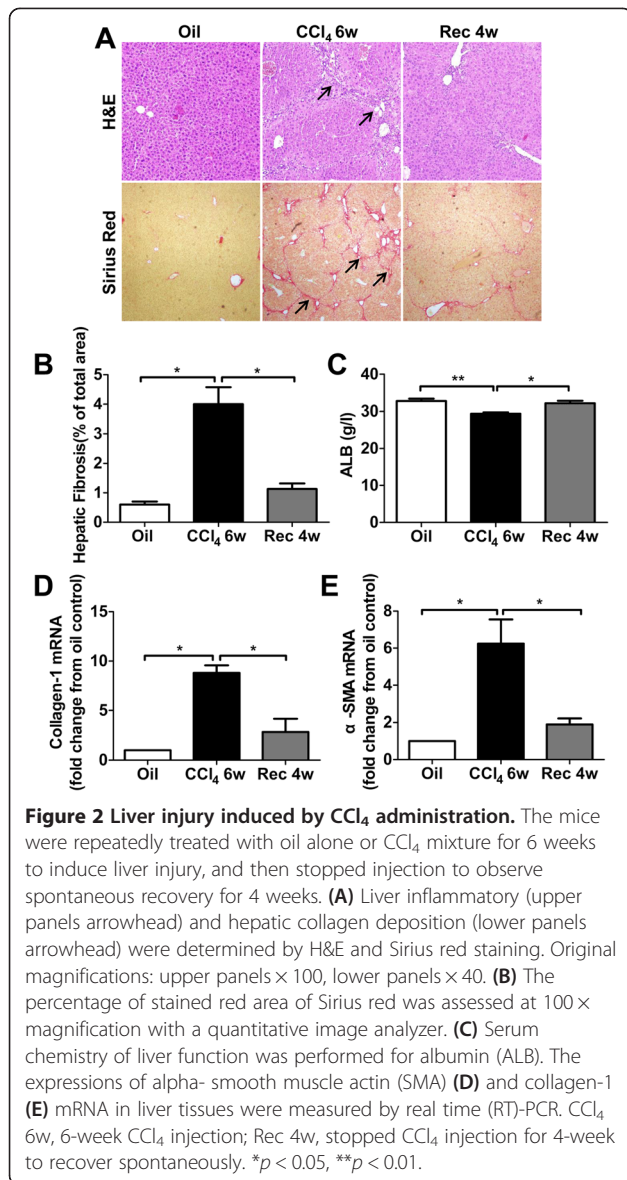 A
Oil CCl₄ 6w Rec 4w
H&E
Sirius Red
B
Hepatic Fibrosis(% of total area)
5
4
3
2
1
0
* *
Oil CCl₄ 6w Rec 4w
C
ALB (g/l)
40
30
20
10
0
** *
Oil CCl₄ 6w Rec 4w
D
Collagen-1 mRNA
(fold change from oil control)
15
10
5
0
* *
Oil CCl₄ 6w Rec 4w
E
α -SMA mRNA
(fold change from oil control)
8
6
4
2
0
* *
Oil CCl₄ 6w Rec 4w
Figure 2 Liver injury induced by CCl₄ administration. The mice
were repeatedly treated with oil alone or CCl₄ mixture for 6 weeks
to induce liver injury, and then stopped injection to observe
spontaneous recovery for 4 weeks. (A) Liver inflammatory (upper
panels arrowhead) and hepatic collagen deposition (lower panels
arrowhead) were determined by H&E and Sirius red staining. Original
magnifications: upper panels × 100, lower panels × 40. (B) The
percentage of stained red area of Sirius red was assessed at 100 ×
magnification with a quantitative image analyzer. (C) Serum
chemistry of liver function was performed for albumin (ALB). The
expressions of alpha- smooth muscle actin (SMA) (D) and collagen-1
(E) mRNA in liver tissues were measured by real time (RT)-PCR. CCl₄
6w, 6-week CCl₄ injection; Rec 4w, stopped CCl₄ injection for 4-week
to recover spontaneously. *p < 0.05, **p < 0.01.